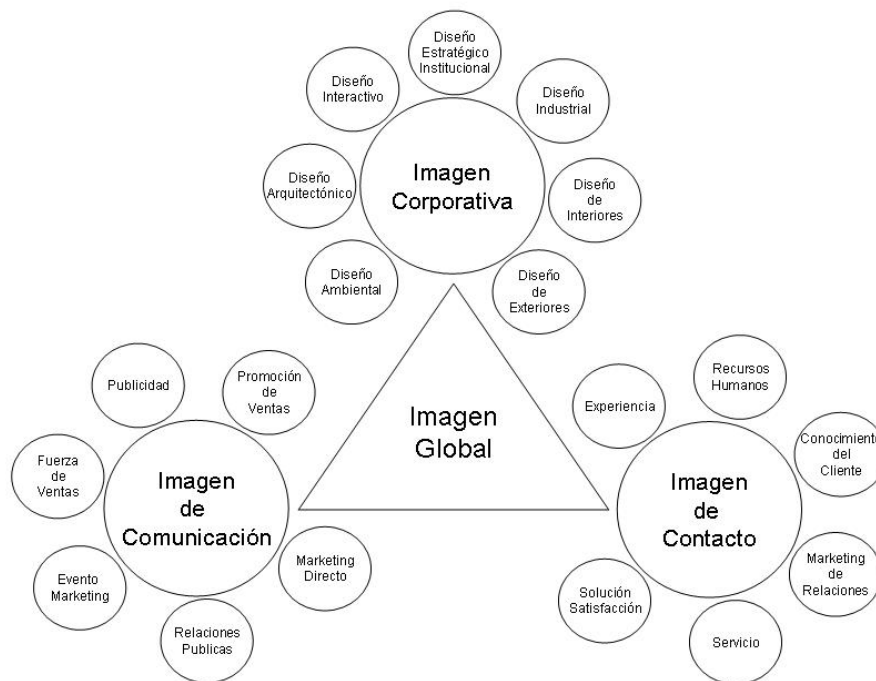 Diseño
Estratégico
Institucional
Diseño
Interactivo
Diseño
Industrial
Imagen
Corporativa
Diseño
Arquitectónico
Diseño
de
Interiores
Diseño
Ambiental
Diseño
de
Exteriores
Imagen
Global
Publicidad
Promoción
de
Ventas
Fuerza
de
Ventas
Imagen
de
Comunicación
Marketing
Directo
Evento
Marketing
Relaciones
Publicas
Experiencia
Recursos
Humanos
Conocimiento
del
Cliente
Imagen
de
Contacto
Marketing
de
Relaciones
Solución
Satisfacción
Servicio